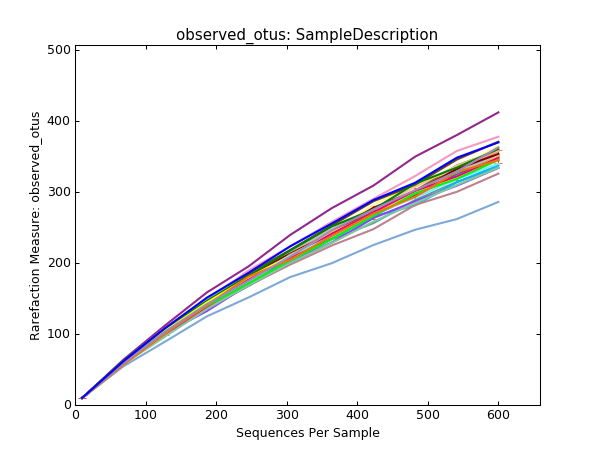 observed_otus: SampleDescription
500
400
300
200
100
0
Rarefaction Measure: observed_otus
0 100 200 300 400 500 600
Sequences Per Sample